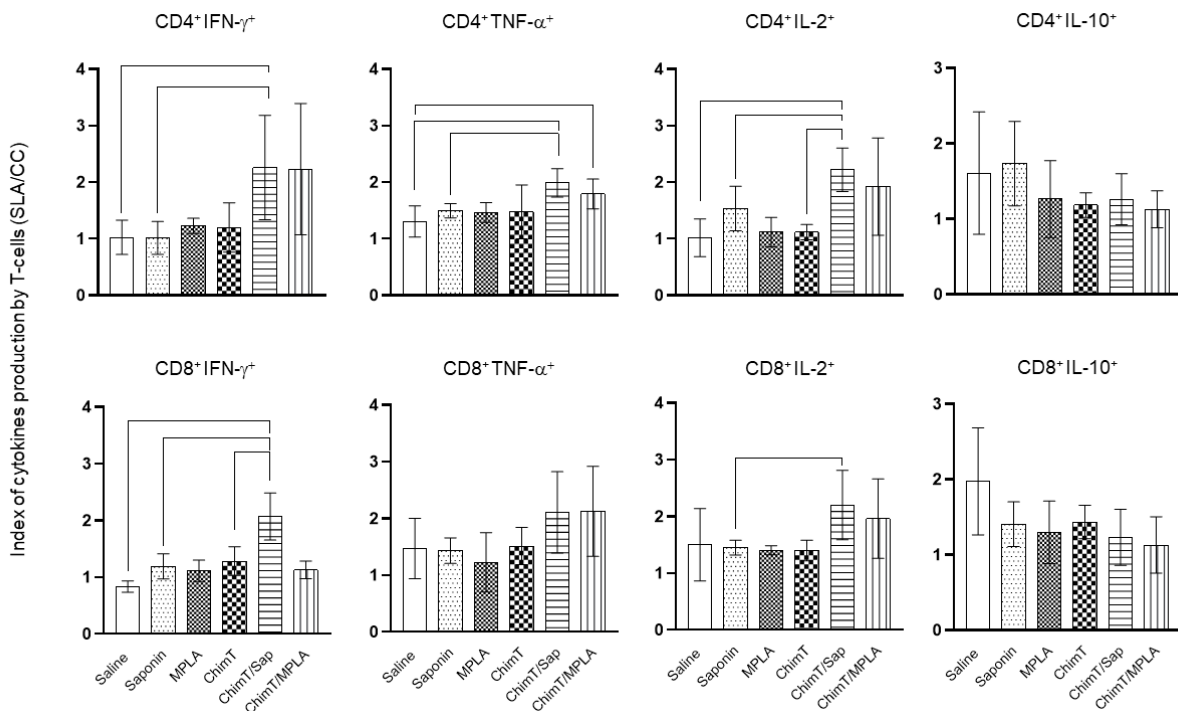 CD4⁺IFN-γ⁺
CD4⁺TNF-α⁺
CD4⁺IL-2⁺
CD4⁺IL-10⁺
4
3
2
1
0
4
3
2
1
0
4
3
2
1
0
3
2
1
0
Index of cytokines production by T-cells (SLA/CC)
CD8⁺IFN-γ⁺
CD8⁺TNF-α⁺
CD8⁺IL-2⁺
CD8⁺IL-10⁺
4
3
2
1
0
4
3
2
1
0
4
3
2
1
0
3
2
1
0
Saline
Saponin
MPLA
ChimT
ChimT/Sap
ChimT/MPLA
Saline
Saponin
MPLA
ChimT
ChimT/Sap
ChimT/MPLA
Saline
Saponin
MPLA
ChimT
ChimT/Sap
ChimT/MPLA
Saline
Saponin
MPLA
ChimT
ChimT/Sap
ChimT/MPLA